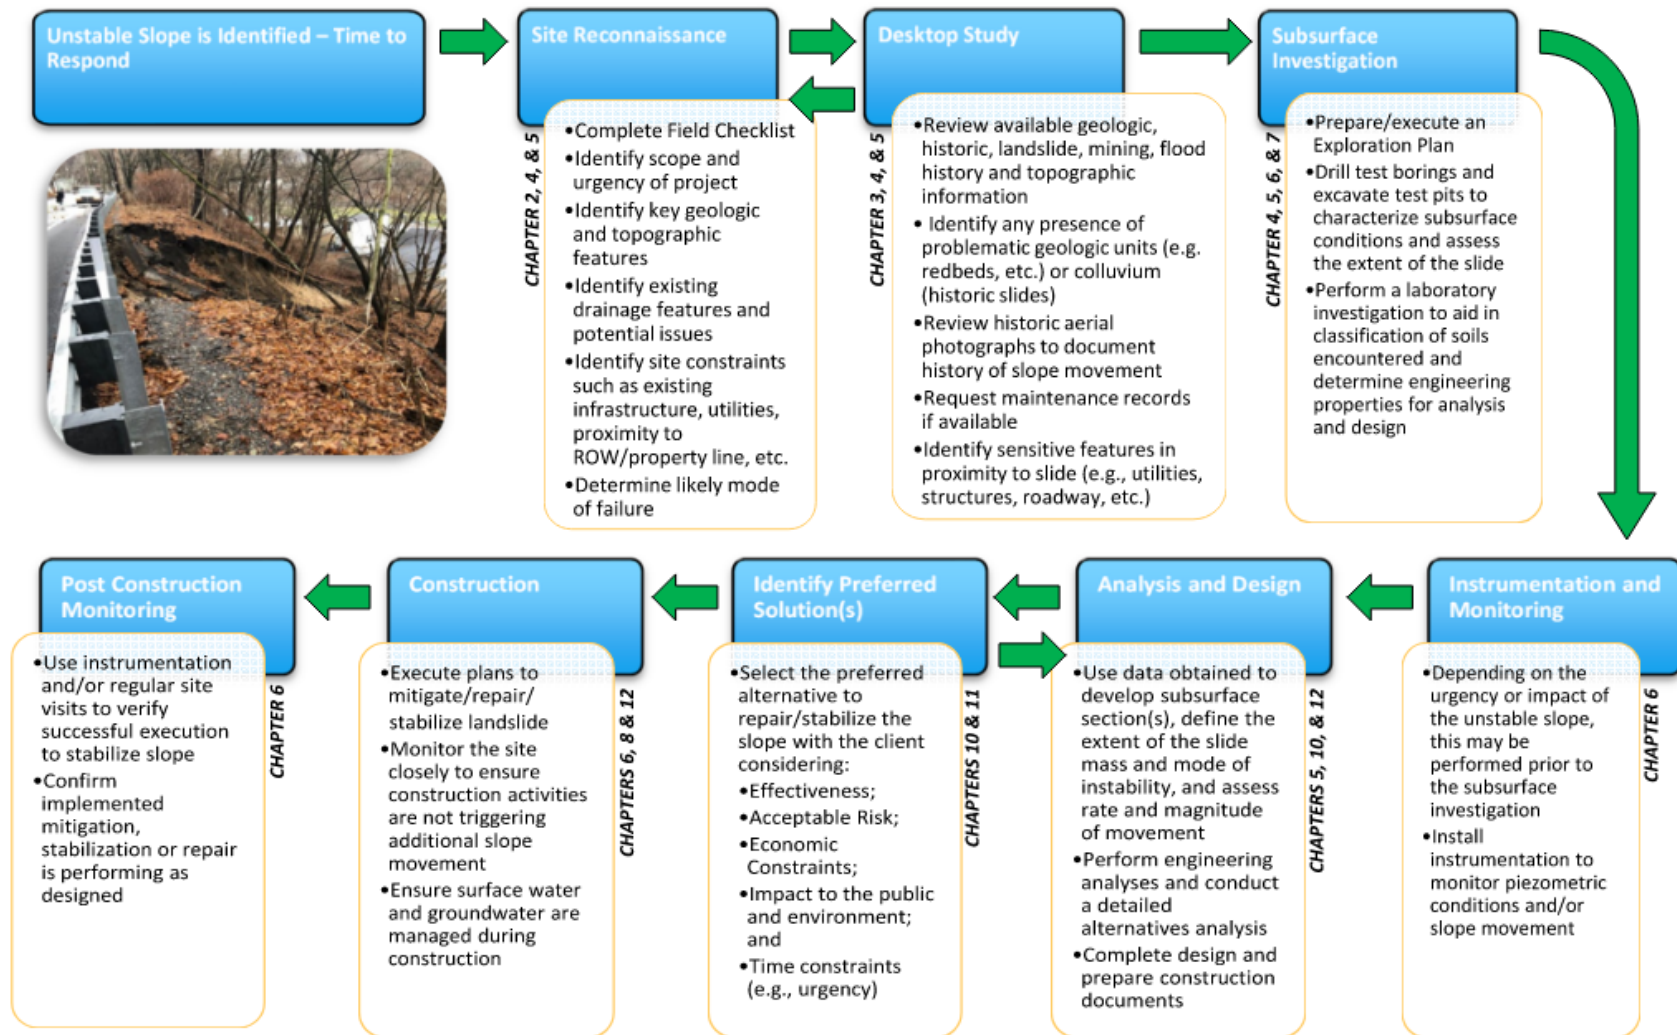 Unstable Slope is Identified – Time to
Respond
Site Reconnaissance
CHAPTER 2, 4, & 5
•Complete Field Checklist
•Identify scope and
urgency of project
•Identify key geologic
and topographic
features
•Identify existing
drainage features and
potential issues
•Identify site constraints
such as existing
infrastructure, utilities,
proximity to
ROW/property line, etc.
•Determine likely mode
of failure
Desktop Study
CHAPTER 3, 4, & 5
•Review available geologic,
historic, landslide, mining, flood
history and topographic
information
• Identify any presence of
problematic geologic units (e.g.
redbeds, etc.) or colluvium
(historic slides)
•Review historic aerial
photographs to document
history of slope movement
•Request maintenance records
if available
•Identify sensitive features in
proximity to slide (e.g., utilities,
structures, roadway, etc.)
Subsurface
Investigation
CHAPTER 4, 5, 6, & 7
•Prepare/execute an
Exploration Plan
•Drill test borings and
excavate test pits to
characterize subsurface
conditions and assess
the extent of the slide
•Perform a laboratory
investigation to aid in
classification of soils
encountered and
determine engineering
properties for analysis
and design
Post Construction
Monitoring
•Use instrumentation
and/or regular site
visits to verify
successful execution
to stabilize slope
•Confirm
implemented
mitigation,
stabilization or repair
is performing as
designed
CHAPTER 6
Construction
•Execute plans to
mitigate/repair/
stabilize landslide
•Monitor the site
closely to ensure
construction activities
are not triggering
additional slope
movement
•Ensure surface water
and groundwater are
managed during
construction
CHAPTERS 6, 8 & 12
Identify Preferred
Solution(s)
•Select the preferred
alternative to
repair/stabilize the
slope with the client
considering:
•Effectiveness;
•Acceptable Risk;
•Economic
Constraints;
•Impact to the public
and environment;
and
•Time constraints
(e.g., urgency)
CHAPTERS 10 & 11
Analysis and Design
•Use data obtained to
develop subsurface
section(s), define the
extent of the slide
mass and mode of
instability, and assess
rate and magnitude
of movement
•Perform engineering
analyses and conduct
a detailed
alternatives analysis
•Complete design and
prepare construction
documents
CHAPTERS 5, 10, & 12
Instrumentation and
Monitoring
•Depending on the
urgency or impact of
the unstable slope,
this may be
performed prior to
the subsurface
investigation
•Install
instrumentation to
monitor piezometric
conditions and/or
slope movement
CHAPTER 6